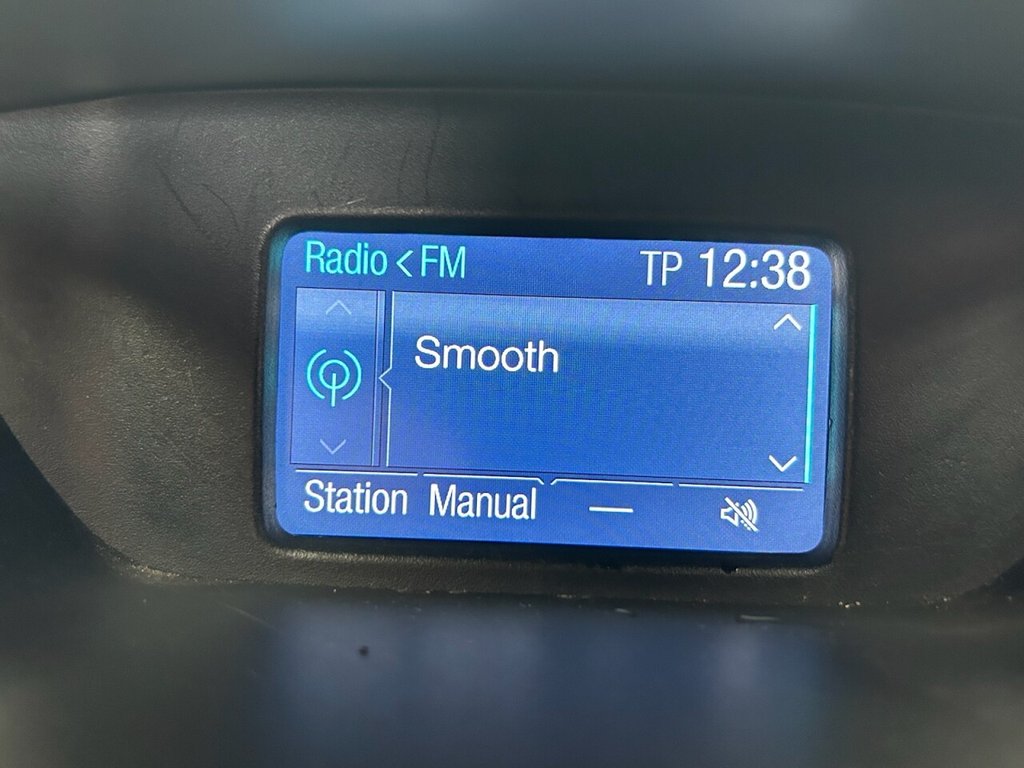 Radio < FM TP 12:38
Smooth
Station Manual —